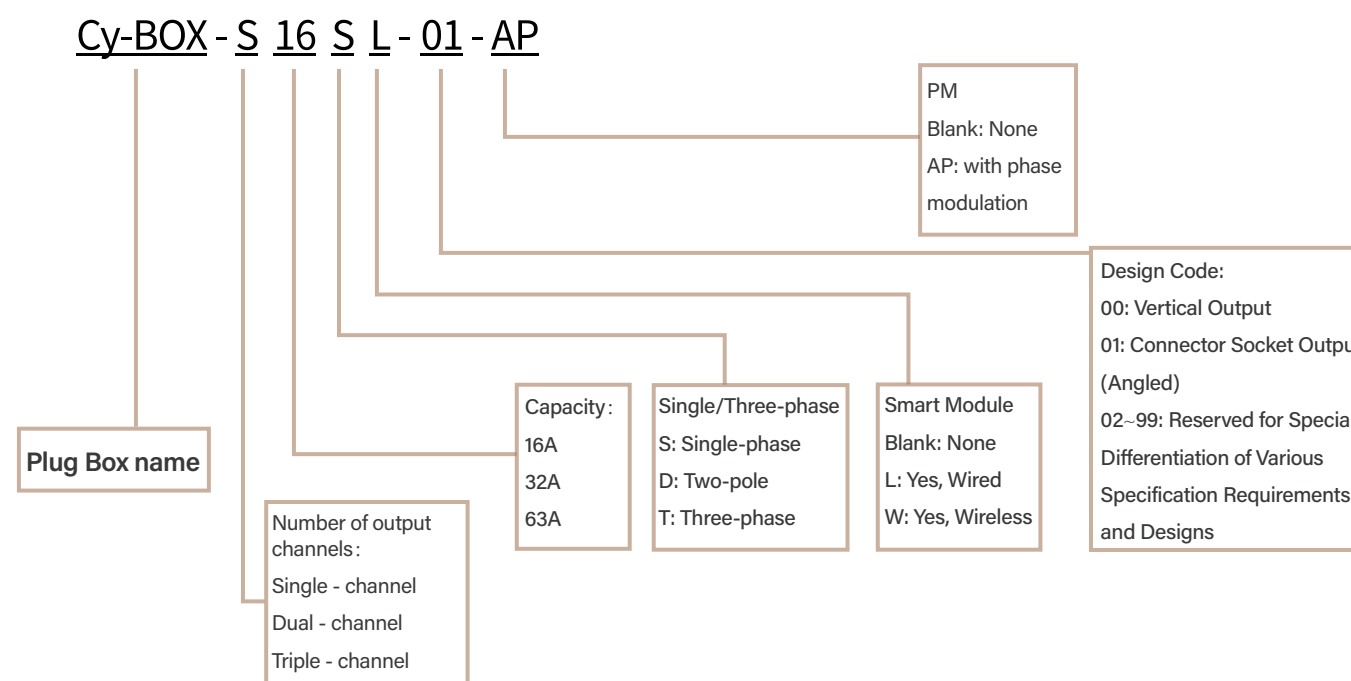 Cy-BOX - S 16 S L - 01 - AP
PM
Blank: None
AP: with phase
modulation
Design Code:
00: Vertical Output
01: Connector Socket Outpu
(Angled)
02~99: Reserved for Specia
Differentiation of Various
Specification Requirements
and Designs
Capacity:
16A
32A
63A
Single/Three-phase
S: Single-phase
D: Two-pole
T: Three-phase
Smart Module
Blank: None
L: Yes, Wired
W: Yes, Wireless
Plug Box name
Number of output
channels:
Single - channel
Dual - channel
Triple - channel